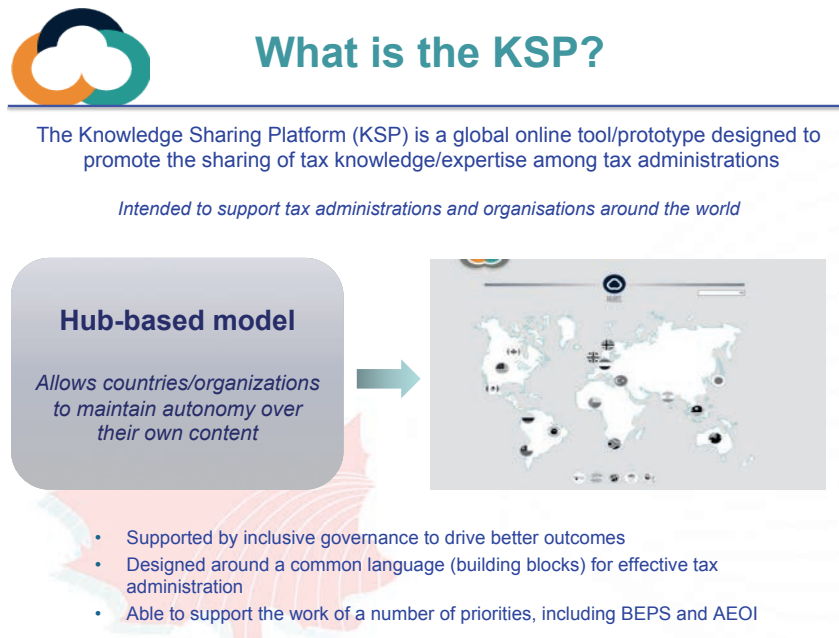 What is the KSP?
The Knowledge Sharing Platform (KSP) is a global online tool/prototype designed to
promote the sharing of tax knowledge/expertise among tax administrations
Intended to support tax administrations and organisations around the world
Hub-based model
Allows countries/organizations
to maintain autonomy over
their own content
HUBS
• Supported by inclusive governance to drive better outcomes
• Designed around a common language (building blocks) for effective tax
administration
• Able to support the work of a number of priorities, including BEPS and AEOI